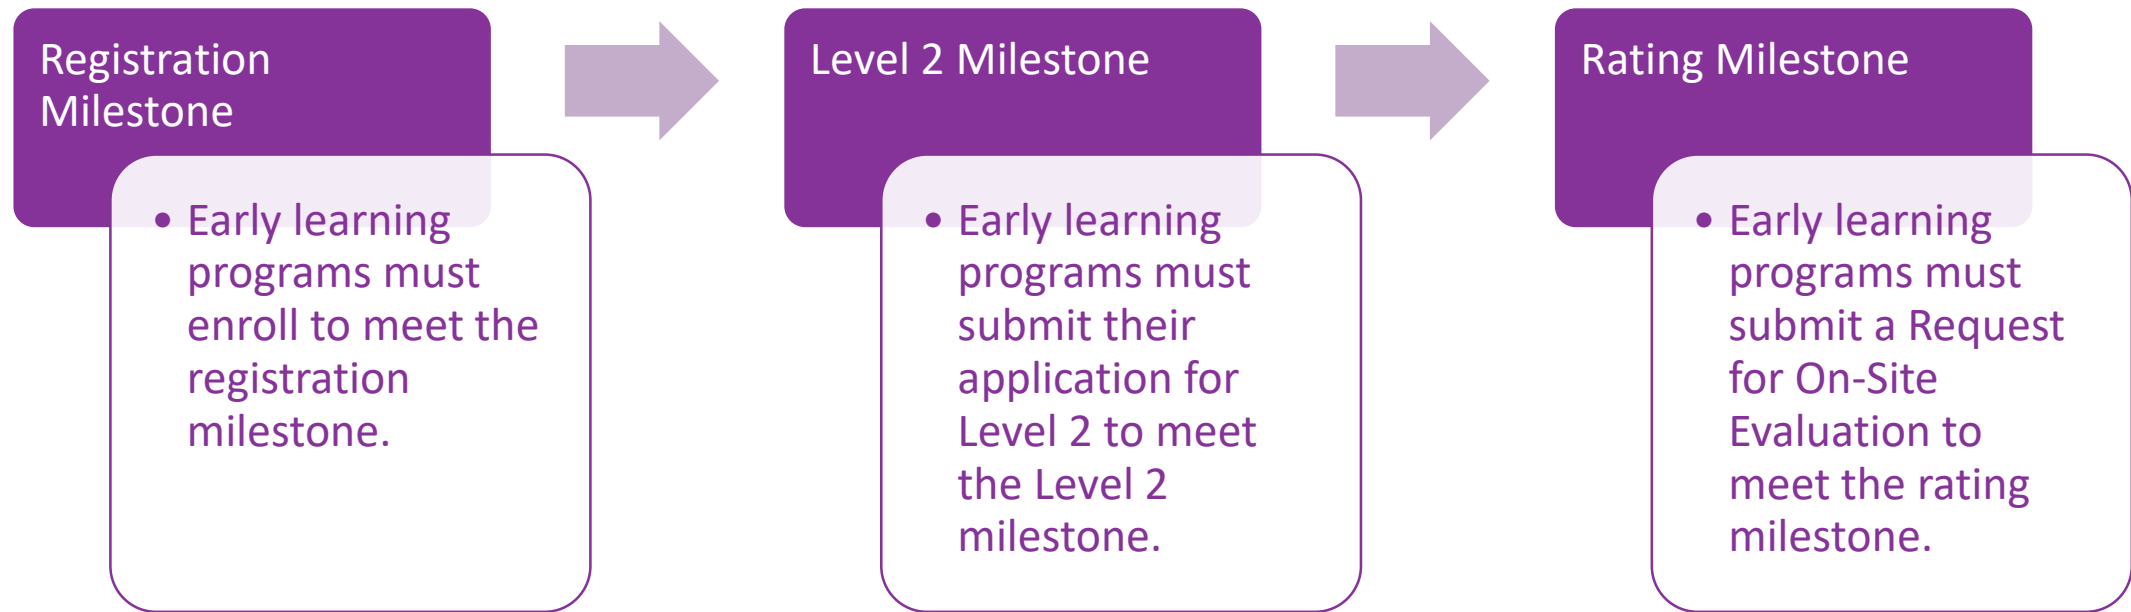 Registration
Milestone
• Early learning
programs must
enroll to meet the
registration
milestone.
Level 2 Milestone
• Early learning
programs must
submit their
application for
Level 2 to meet
the Level 2
milestone.
Rating Milestone
• Early learning
programs must
submit a Request
for On-Site
Evaluation to
meet the rating
milestone.